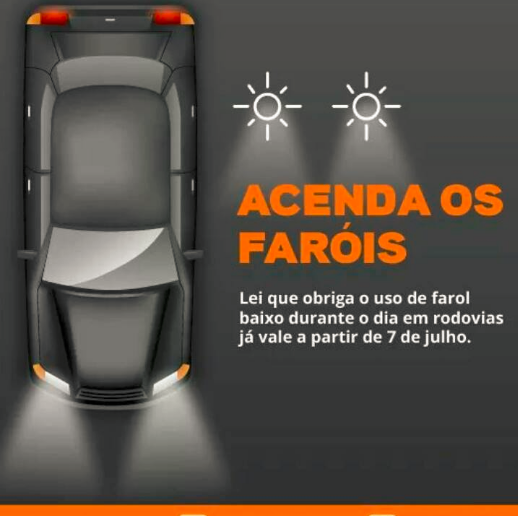 ACENDA OS
FARÓIS
Lei que obriga o uso de farol
baixo durante o dia em rodovias
já vale a partir de 7 de julho.